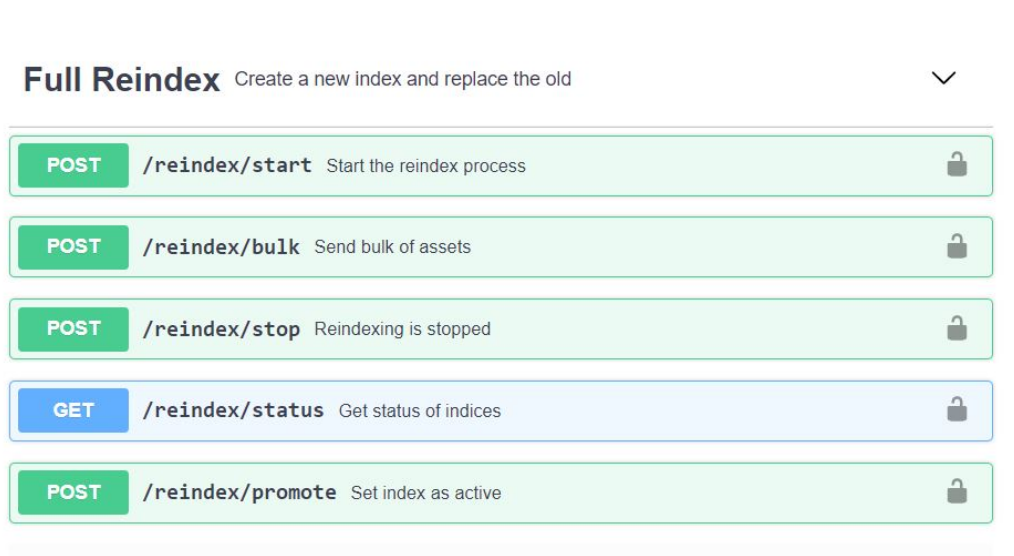 Full Reindex Create a new index and replace the old
POST /reindex/start Start the reindex process
POST /reindex/bulk Send bulk of assets
POST /reindex/stop Reindexing is stopped
GET /reindex/status Get status of indices
POST /reindex/promote Set index as active